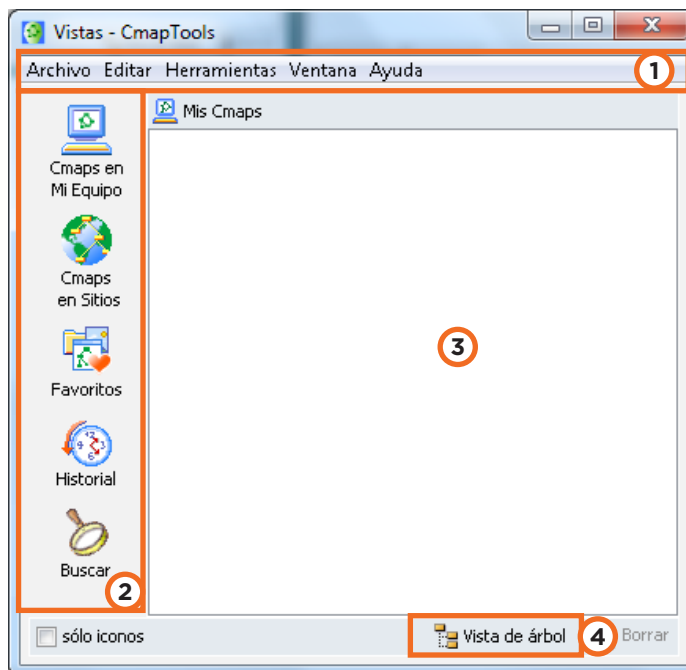 Vistas - CmapTools
Archivo Editar Herramientas Ventana Ayuda
1
Mis Cmaps
Cmaps en
Mi Equipo
Cmaps
en Sitios
Favoritos
Historial
Buscar
2
3
sólo iconos
Vista de árbol
4
Borrar